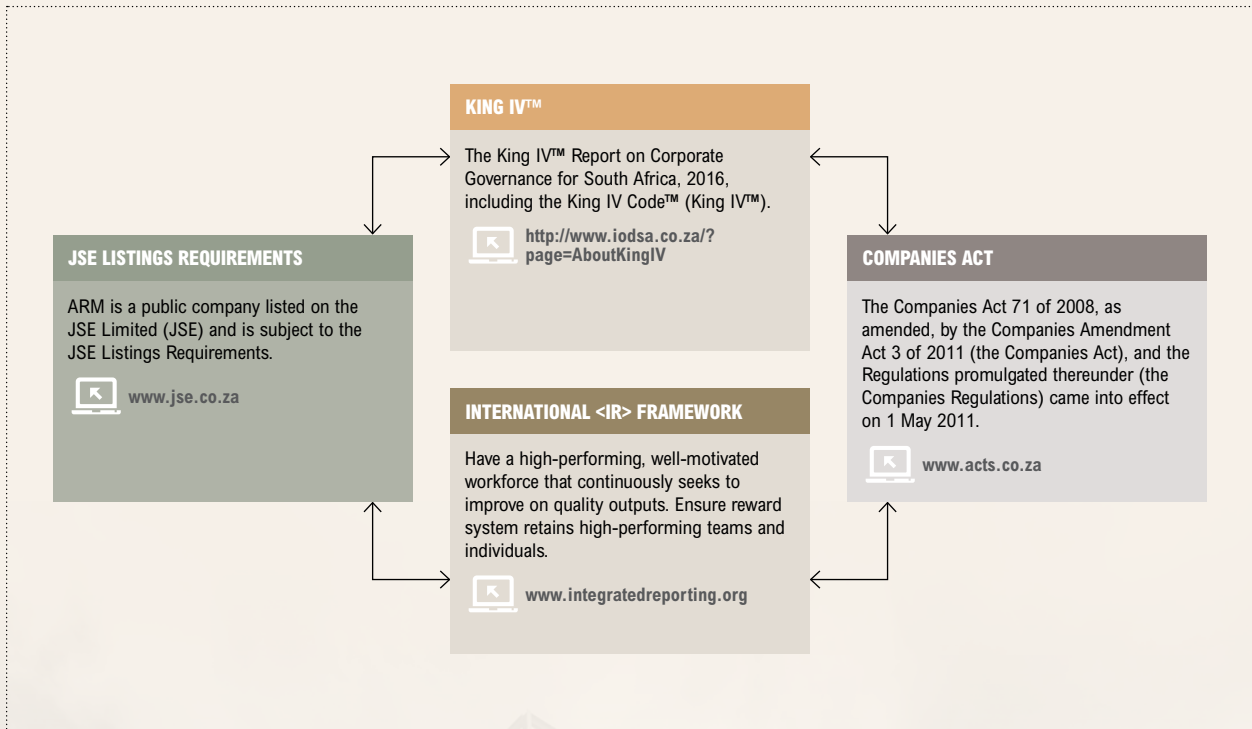 KING IV™
The King IV™ Report on Corporate
Governance for South Africa, 2016,
including the King IV Code™ (King IV™).
http://www.iodsa.co.za/?
page=AboutKingIV
JSE LISTINGS REQUIREMENTS
ARM is a public company listed on the
JSE Limited (JSE) and is subject to the
JSE Listings Requirements.
www.jse.co.za
COMPANIES ACT
The Companies Act 71 of 2008, as
amended, by the Companies Amendment
Act 3 of 2011 (the Companies Act), and the
Regulations promulgated thereunder (the
Companies Regulations) came into effect
on 1 May 2011.
www.acts.co.za
INTERNATIONAL <IR> FRAMEWORK
Have a high-performing, well-motivated
workforce that continuously seeks to
improve on quality outputs. Ensure reward
system retains high-performing teams and
individuals.
www.integratedreporting.org